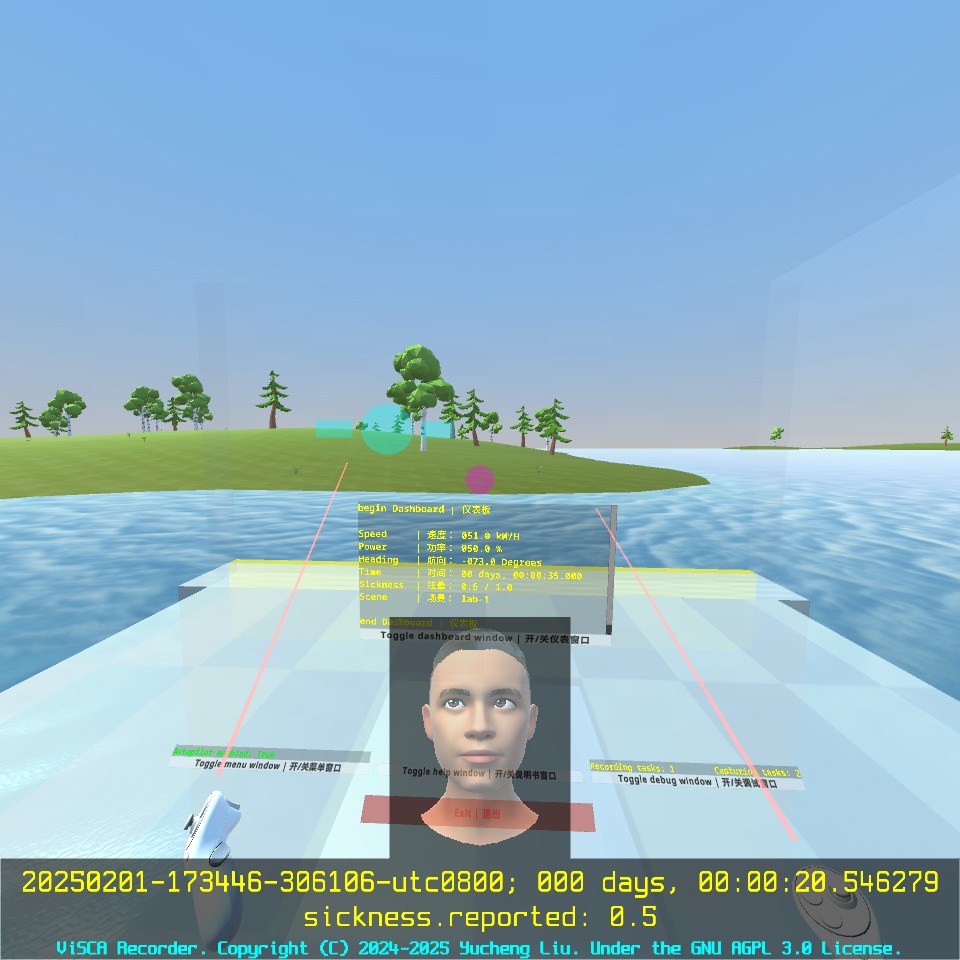 begin Dashboard | 仪表板
Speed | 速度: 051.0 kW/H
Power | 功率: 050.0 %
Heading | 航向: -073.0 Degrees
Time | 时间: 00 days, 00:00:35.000
Sickness | 注晕: 0.5 / 1.0
Scene | 场景: lab-1
end Dashboard | 仪表板
Toggle dashboard window | 开/关仪表窗口
Autopilot enabled: True
Toggle menu window | 开/关菜单窗口
Toggle help window | 开/关说明书窗口
Recording tasks: 1 Capturing tasks: 2
Toggle debug window | 开/关调试窗口
Exit | 退出
20250201-173446-306106-utc0800; 000 days, 00:00:20.546279
sickness.reported: 0.5
ViSCA Recorder. Copyright (C) 2024-2025 Yucheng Liu. Under the GNU AGPL 3.0 License.